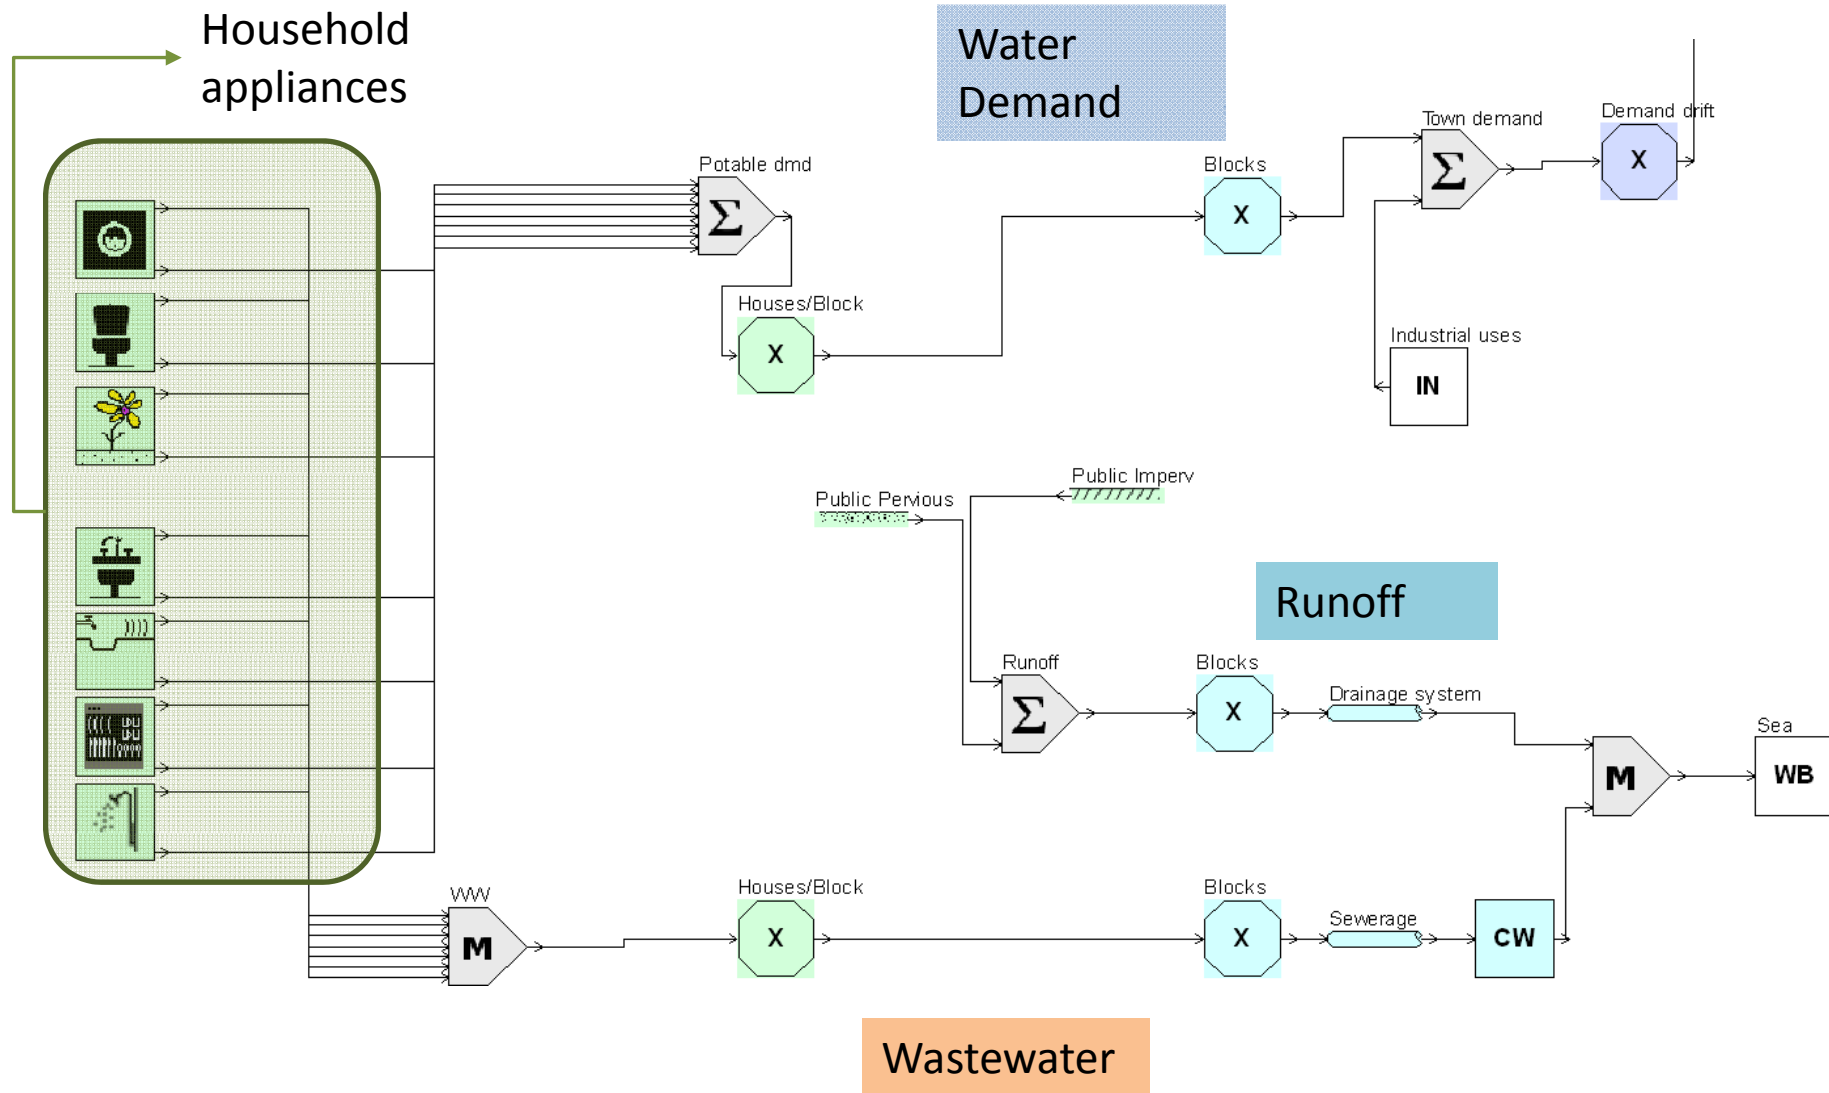 Household
appliances
Water
Demand
Potable dmd
Σ
Houses/Block
X
Blocks
X
Town demand
Σ
Demand drift
X
Industrial uses
IN
Public Pervious
Public Imperv
Runoff
Runoff
Σ
Blocks
X
Drainage system
M
Sea
WB
WW
M
Houses/Block
X
Blocks
X
Sewerage
CW
Wastewater